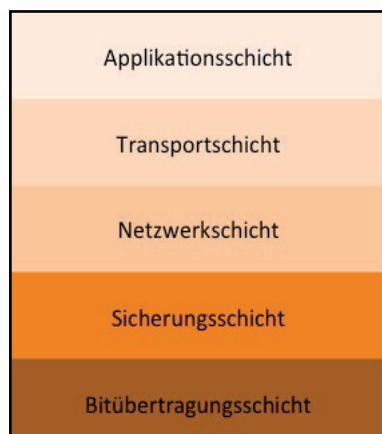 Applikationsschicht
Transportschicht
Netzwerkschicht
Sicherungsschicht
Bitübertragungsschicht